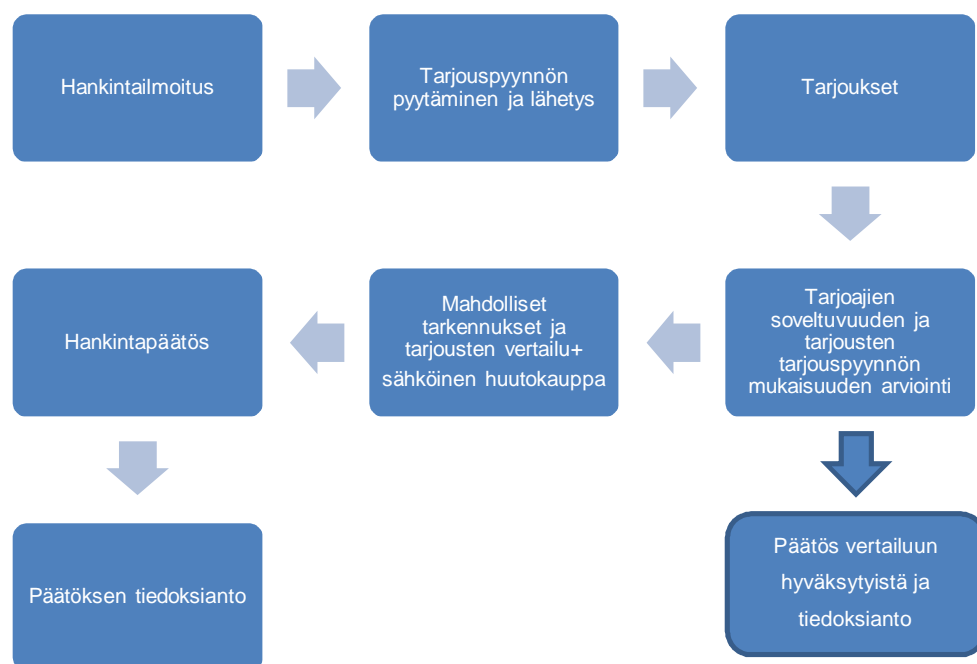 Hankintailmoitus
Tarjouspyynnön
pyytäminen ja lähetys
Tarjoukset
Tarjoajien
soveltuvuuden ja
tarjousten
tarjouspyynnön
mukaisuuden arviointi
Mahdolliset
tarkennukset ja
tarjousten vertailu+
sähköinen huutokauppa
Hankintapäätös
Päätöksen tiedoksianto
Päätös vertailuun
hyväksytyistä ja
tiedoksianto